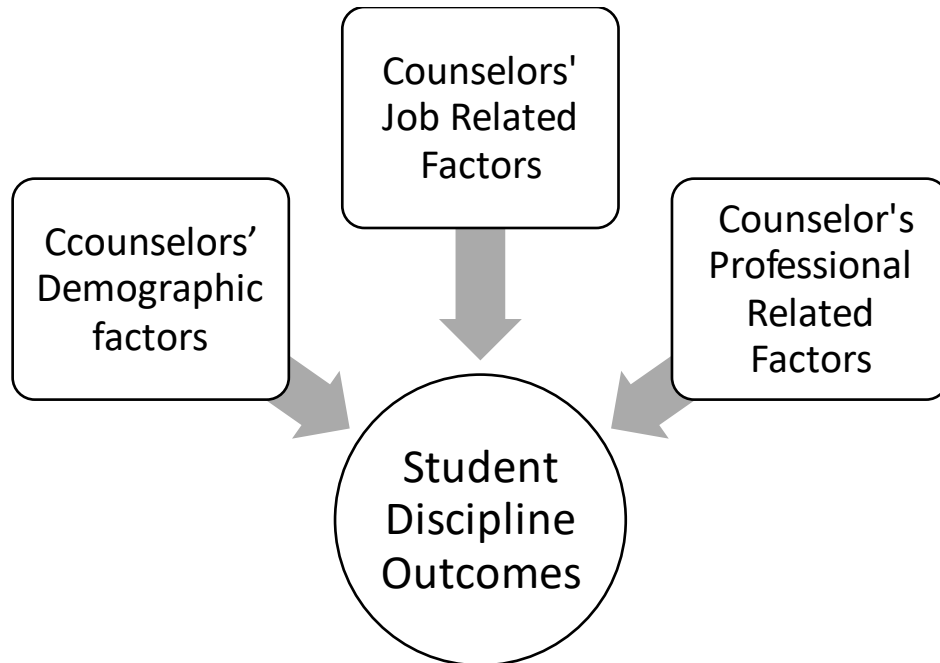 Counselors'
Job Related
Factors
Ccounselors’
Demographic
factors
Counselor's
Professional
Related
Factors
Student
Discipline
Outcomes